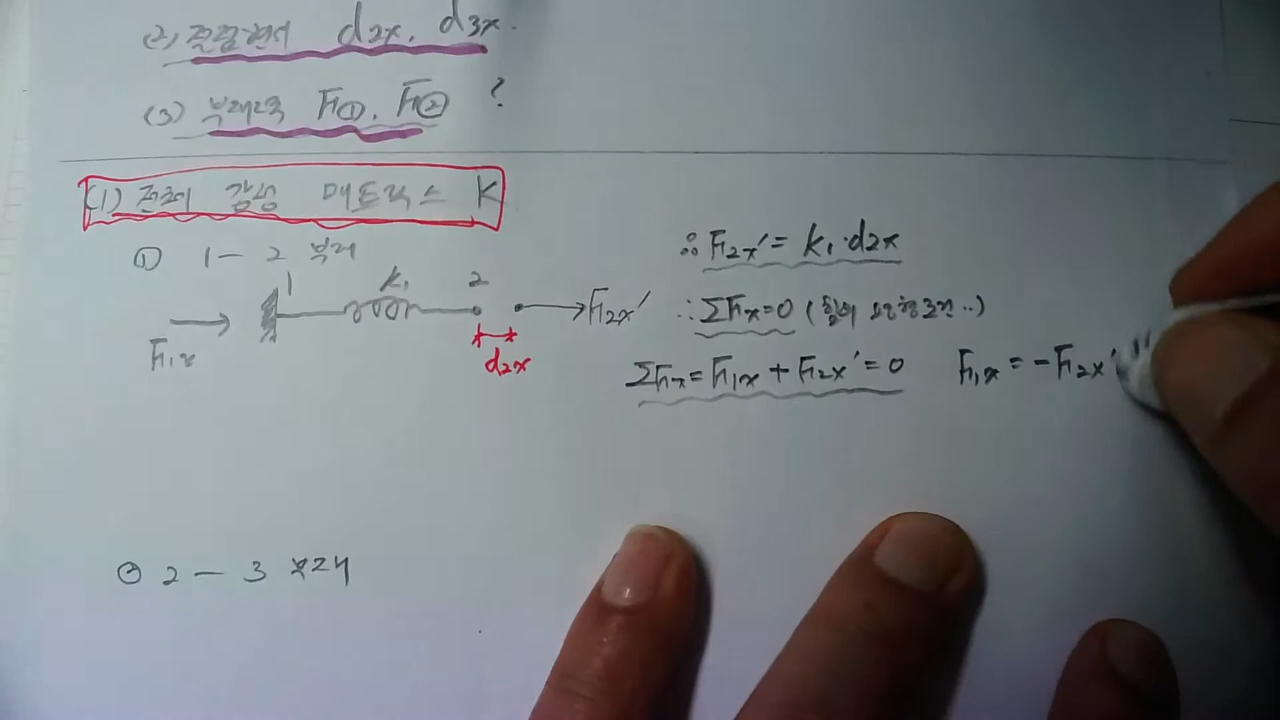 (2) 절점변위 d2x, d3x.
(3) 부재력 F①, F② ?
(1) 전체 강성 매트릭스 K
① 1 - 2 부재
1 k1 2
F2x'
F1x
d2x
∴ F2x' = k1·d2x
∴ ΣFx=0 (힘의 평형조건..)
ΣFx = F1x + F2x' = 0 F1x = -F2x'
② 2 - 3 부재